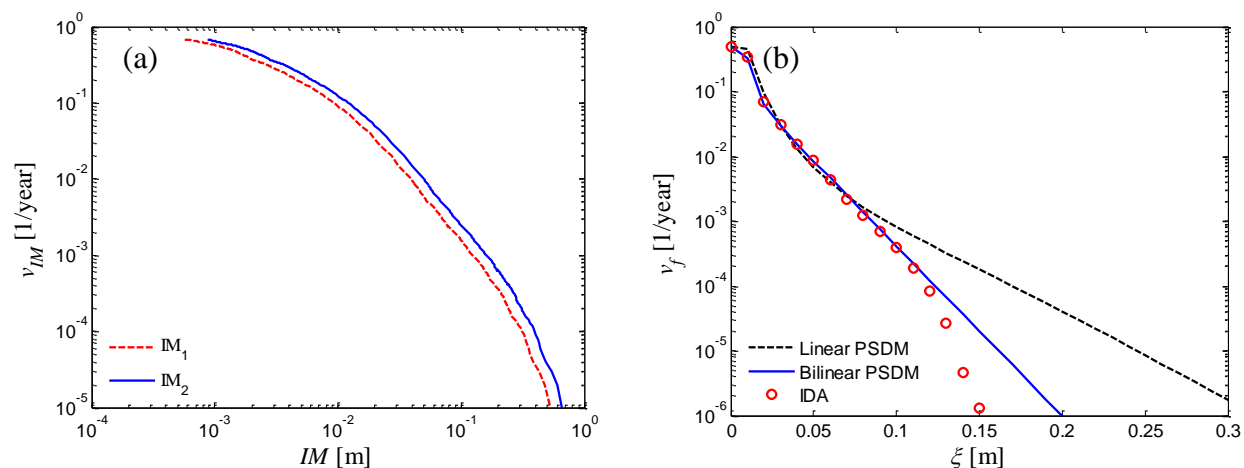 (a)
v_IM [1/year]
10^0
10^-1
10^-2
10^-3
10^-4
10^-5
IM_1
IM_2
10^-4
10^-3
10^-2
10^-1
10^0
IM [m]
(b)
v_f [1/year]
10^0
10^-1
10^-2
10^-3
10^-4
10^-5
10^-6
Linear PSDM
Bilinear PSDM
IDA
0
0.05
0.1
0.15
0.2
0.25
0.3
ξ [m]